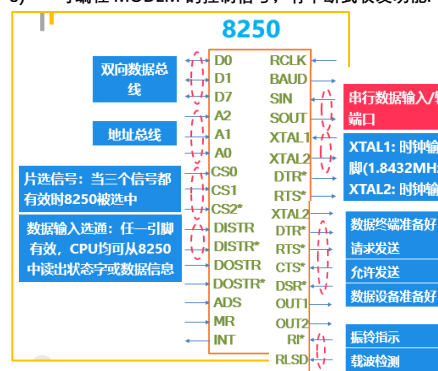 8250
双向数据总
线
地址总线
片选信号：当三个信号都
有效时8250被选中
数据输入选通：任一引脚
有效，CPU均可从8250
中读出状态字或数据信息
D0
D1
D7
A2
A1
A0
CS0
CS1
CS2*
DISTR
DISTR*
DOSTR
DOSTR*
ADS
MR
INT
RCLK
BAUD
SIN
SOUT
XTAL1
XTAL2
DTR*
RTS*
XTAL2
DTR*
RTS*
CTS*
DSR*
OUT1
OUT2
RI*
RLSD
串行数据输入/
端口
XTAL1: 时钟输
脚(1.8432MH
XTAL2: 时钟输
数据终端准备好
请求发送
允许发送
数据设备准备好
振铃指示
载波检测